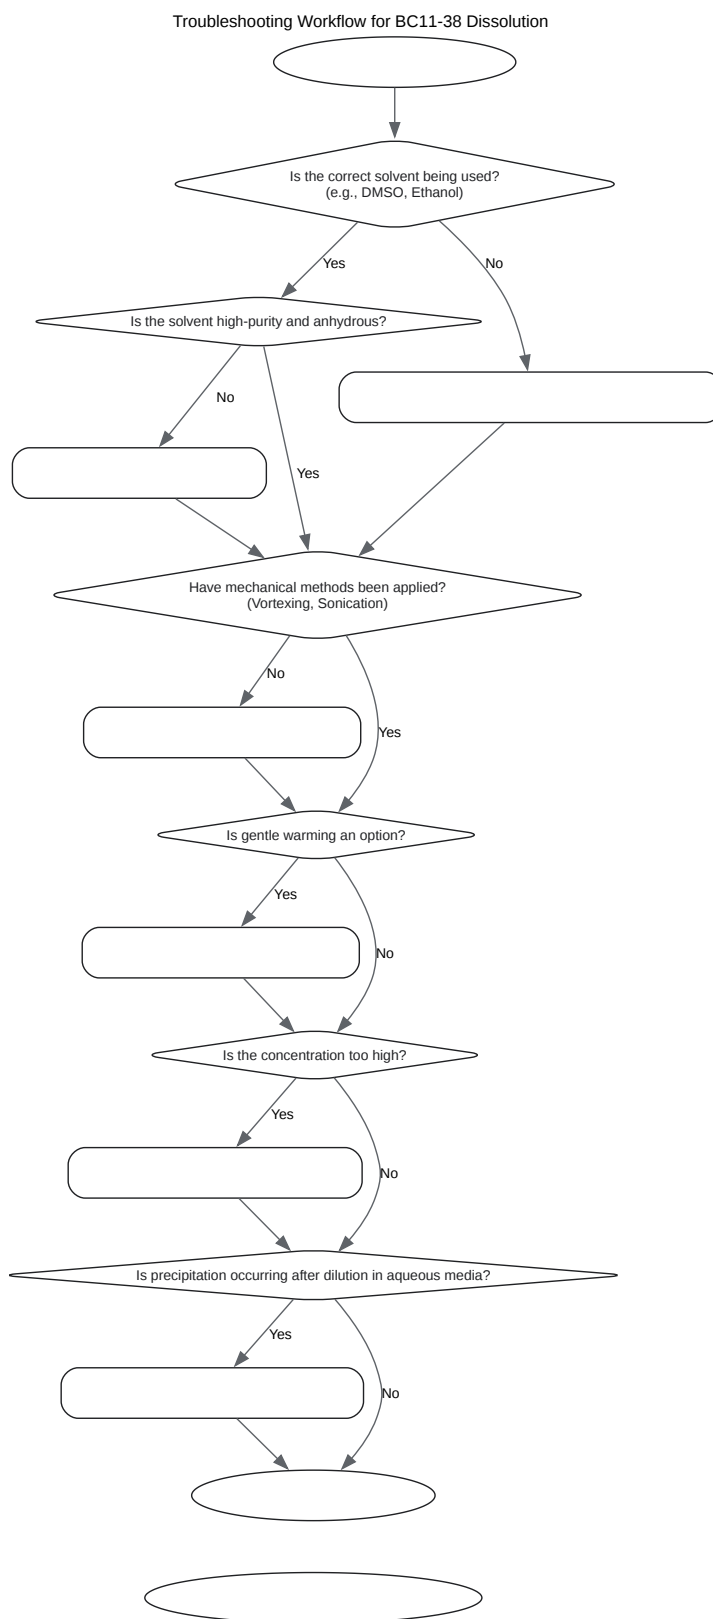 Troubleshooting Workflow for BC11-38 Dissolution
Is the correct solvent being used?
(e.g., DMSO, Ethanol)
Yes
No
Is the solvent high-purity and anhydrous?
No
Yes
Have mechanical methods been applied?
(Vortexing, Sonication)
No
Yes
Is gentle warming an option?
Yes
No
Is the concentration too high?
Yes
No
Is precipitation occurring after dilution in aqueous media?
Yes
No